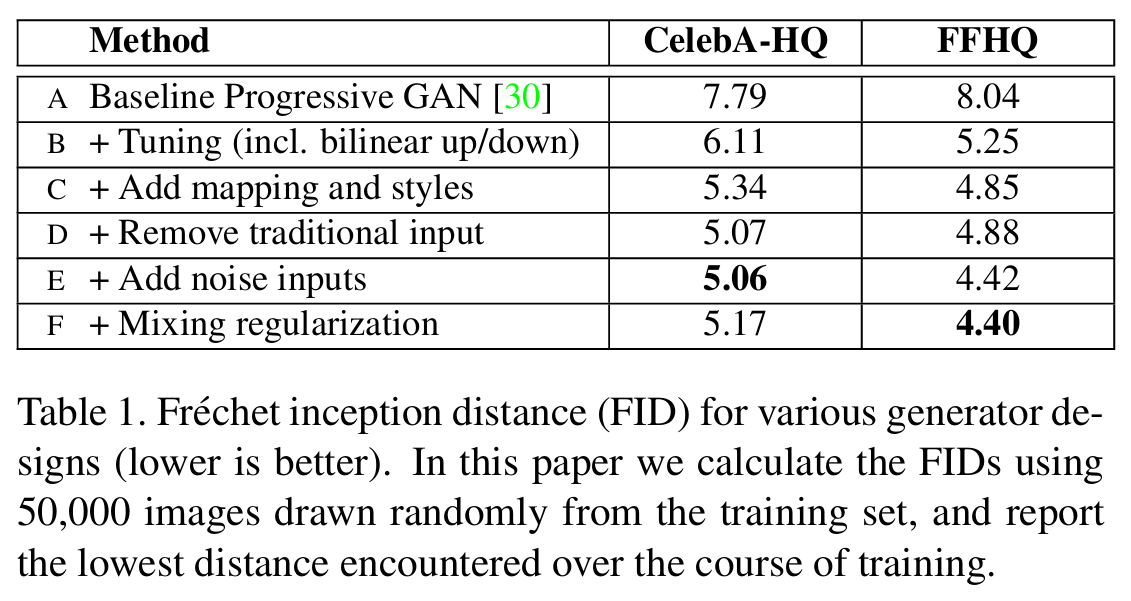 Method CelebA-HQ FFHQ
A Baseline Progressive GAN [30] 7.79 8.04
B + Tuning (incl. bilinear up/down) 6.11 5.25
C + Add mapping and styles 5.34 4.85
D + Remove traditional input 5.07 4.88
E + Add noise inputs 5.06 4.42
F + Mixing regularization 5.17 4.40
Table 1. Fréchet inception distance (FID) for various generator de-
signs (lower is better). In this paper we calculate the FIDs using
50,000 images drawn randomly from the training set, and report
the lowest distance encountered over the course of training.